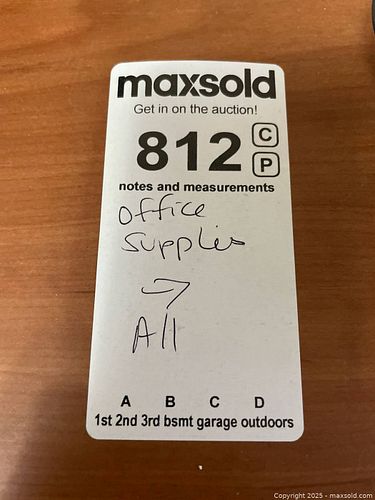 maxsold
Get in on the auction!
812 C
P
notes and measurements
office
supplies
→
All
A B C D
1st 2nd 3rd bsmt garage outdoors
Copyright 2025 - maxsold.com